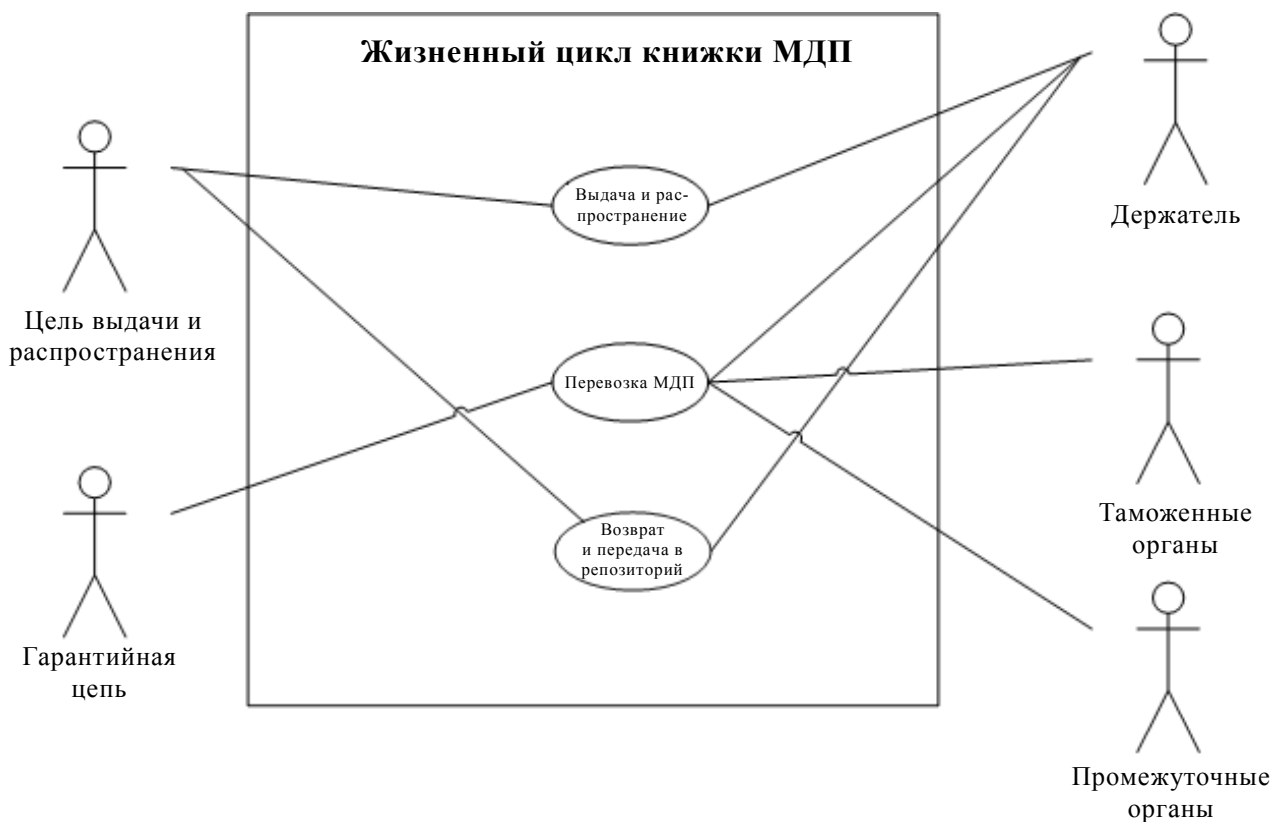 Жизненный цикл книжки МДП
Выдача и рас-
пространение
Держатель
Цель выдачи и
распространения
Перевозка МДП
Таможенные
органы
Возврат
и передача в
репозиторий
Гарантийная
цепь
Промежуточные
органы